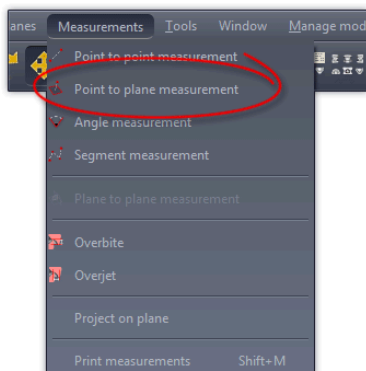 anes Measurements Tools Window Manage mod
Point to point measurement
Point to plane measurement
Angle measurement
Segment measurement
Plane to plane measurement
Overbite
Overjet
Project on plane
Print measurements Shift+M